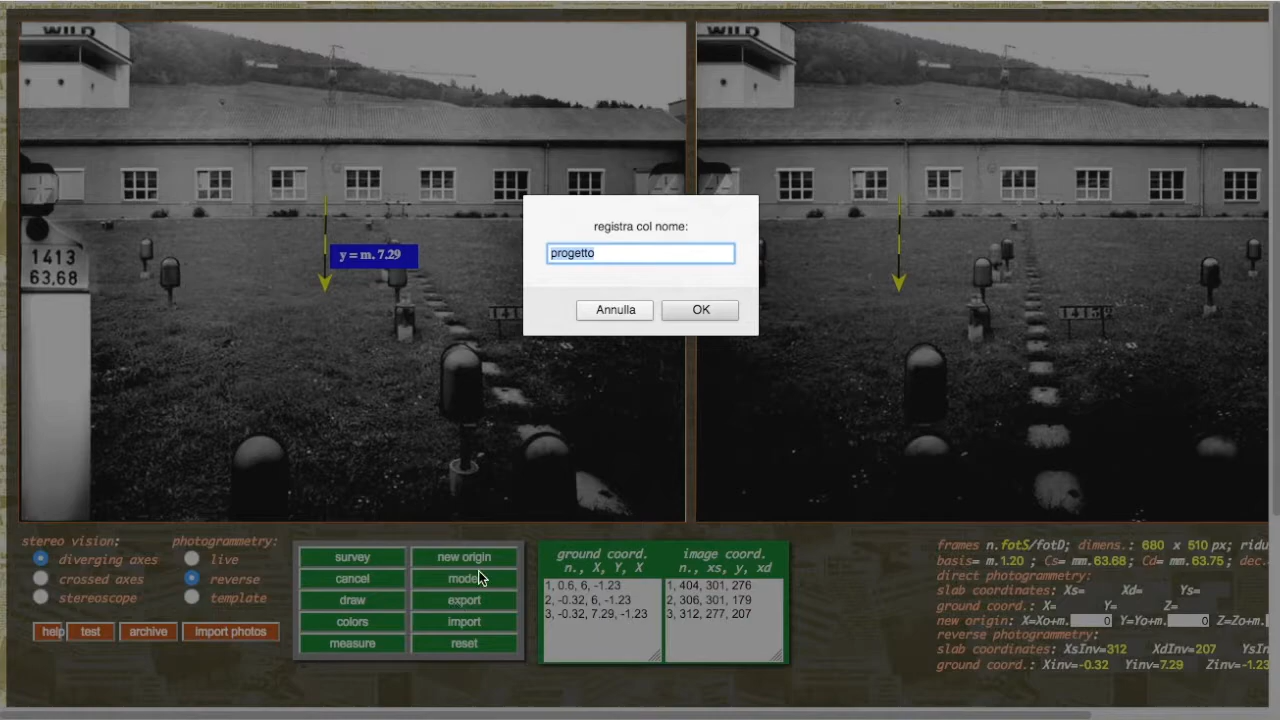 WILD
WILD
1413
63,68
y = m. 7.29
registra col nome:
progetto
Annulla
OK
stereo vision:
diverging axes
crossed axes
stereoscope
photogrammetry:
live
reverse
template
help
test
archive
import photos
survey
new origin
cancel
draw
export
colors
import
measure
reset
ground coord.
n., X, Y, X
1, 0.6, 6, -1.23
2, -0.32, 6, -1.23
3, -0.32, 7.29, -1.23
image coord.
n., xs, y, xd
1, 404, 301, 276
2, 306, 301, 179
3, 312, 277, 207
frames n.fotS/fotD; dimens.: 680 x 510 px; ridu
basis= m.1.20 ; Cs= mm.63.68; Cd= mm.63.75; dec.
direct photogrammetry:
slab coordinates: Xs= Xd= Ys=
ground coord.: X= Y= Z=
new origin: X=Xo+m. 0 Y=Yo+m. 0 Z=Zo+m.
reverse photogrammetry:
slab coordinates: XsInv=312 XdInv=207 YsIn
ground coord.: Xinv=-0.32 Yinv=7.29 Zinv=-1.23